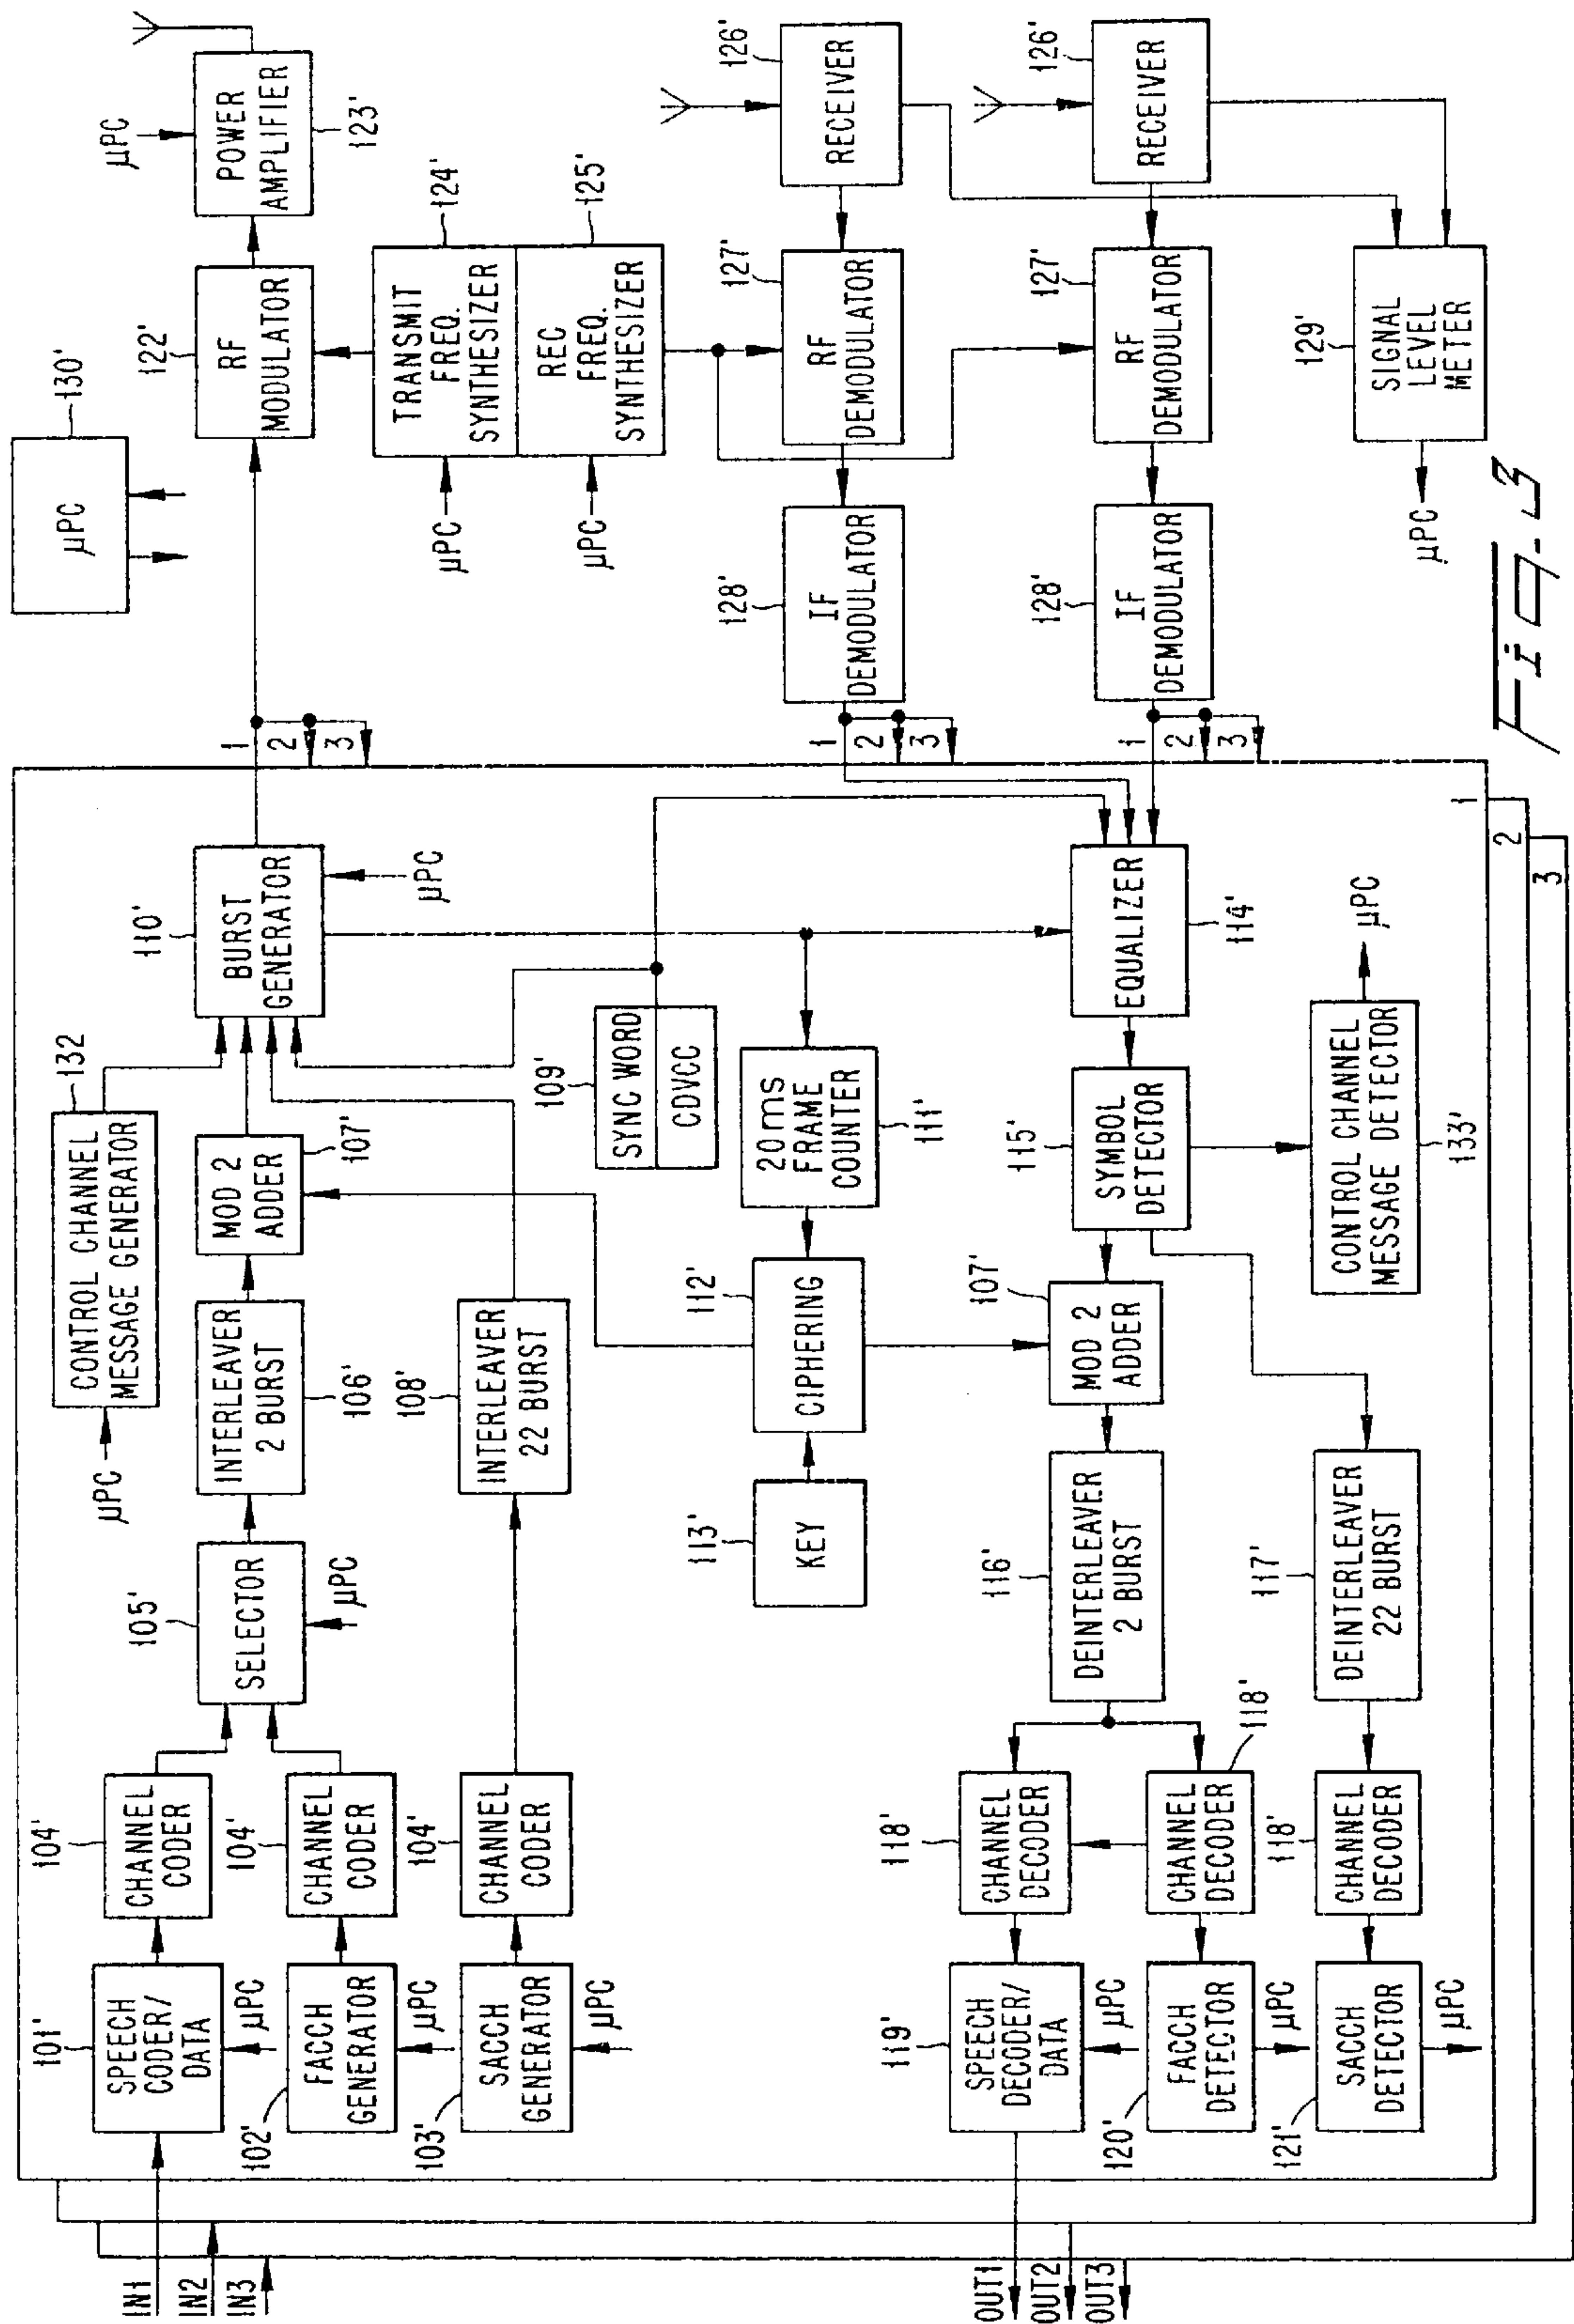 130'
µPC
122'
RF
MODULATOR
µPC
POWER
AMPLIFIER
123'
TRANSMIT
FREQ.
SYNTHESIZER
124'
REC
FREQ.
SYNTHESIZER
125'
µPC
µPC
126'
RECEIVER
127'
RF
DEMODULATOR
128'
IF
DEMODULATOR
126'
RECEIVER
127'
RF
DEMODULATOR
128'
IF
DEMODULATOR
129'
SIGNAL
LEVEL
METER
µPC
1
2
3
1
2
3
1
2
3
IN1
IN2
IN3
101'
SPEECH
CODER/
DATA
µPC
104'
CHANNEL
CODER
102'
FACCH
GENERATOR
µPC
104'
CHANNEL
CODER
103'
SACCH
GENERATOR
µPC
104'
CHANNEL
CODER
105'
SELECTOR
µPC
106'
INTERLEAVER
2 BURST
107'
MOD 2
ADDER
108'
INTERLEAVER
22 BURST
µPC
CONTROL CHANNEL
MESSAGE GENERATOR
132
110'
BURST
GENERATOR
µPC
109'
SYNC WORD
CDVCC
20ms
FRAME
COUNTER
111'
112'
CIPHERING
113'
KEY
EQUALIZER
114'
115'
SYMBOL
DETECTOR
107'
MOD 2
ADDER
116'
DEINTERLEAVER
2 BURST
117'
DEINTERLEAVER
22 BURST
CONTROL CHANNEL
MESSAGE DETECTOR
133'
µPC
118'
CHANNEL
DECODER
118'
CHANNEL
DECODER
118'
CHANNEL
DECODER
119'
SPEECH
DECODER/
DATA
µPC
120'
FACCH
DETECTOR
µPC
121'
SACCH
DETECTOR
µPC
OUT1
OUT2
OUT3
1
2
3
Fig. 3